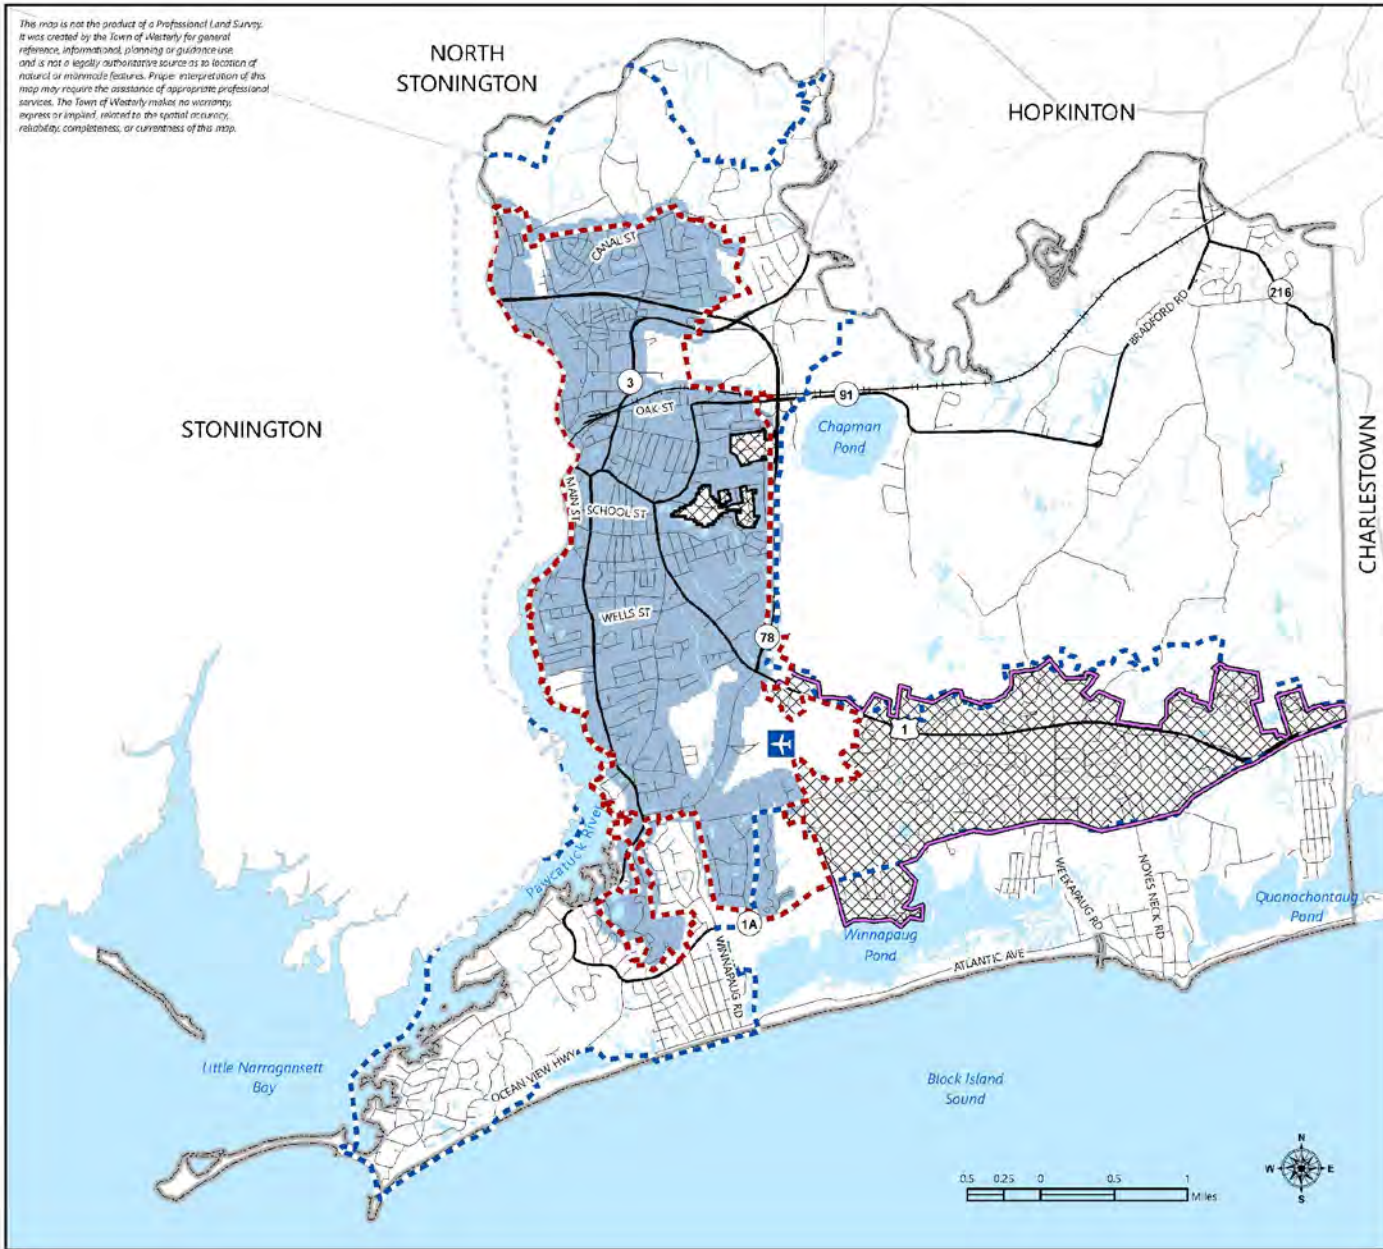 This map is not the product of a Professional Land Survey.
It was created by the Town of Westerly for general
reference, informational, planning or guidance use,
and is not a legally authoritative source as to location of
natural or manmade features. Proper interpretation of this
map may require the assistance of appropriate professional
services. The Town of Westerly makes no warranty,
express or implied, related to the spatial accuracy,
reliability, completeness, or currentness of this map.
NORTH
STONINGTON
HOPKINTON
CANAL ST
216
BRADFORD RD
3
91
OAK ST
Chapman
Pond
STONINGTON
MAIN ST
SCHOOL ST
CHARLESTOWN
WELLS ST
78
1
Pawcatuck River
WEEKAPAUG RD
NOYES NECK RD
Quonochontaug
Pond
1A
Winnapaug
Pond
WINNAPAUG RD
ATLANTIC AVE
Little Narragansett
Bay
OCEAN VIEW HWY
Block Island
Sound
N
W E
S
0.5 0.25 0 0.5 1
Miles